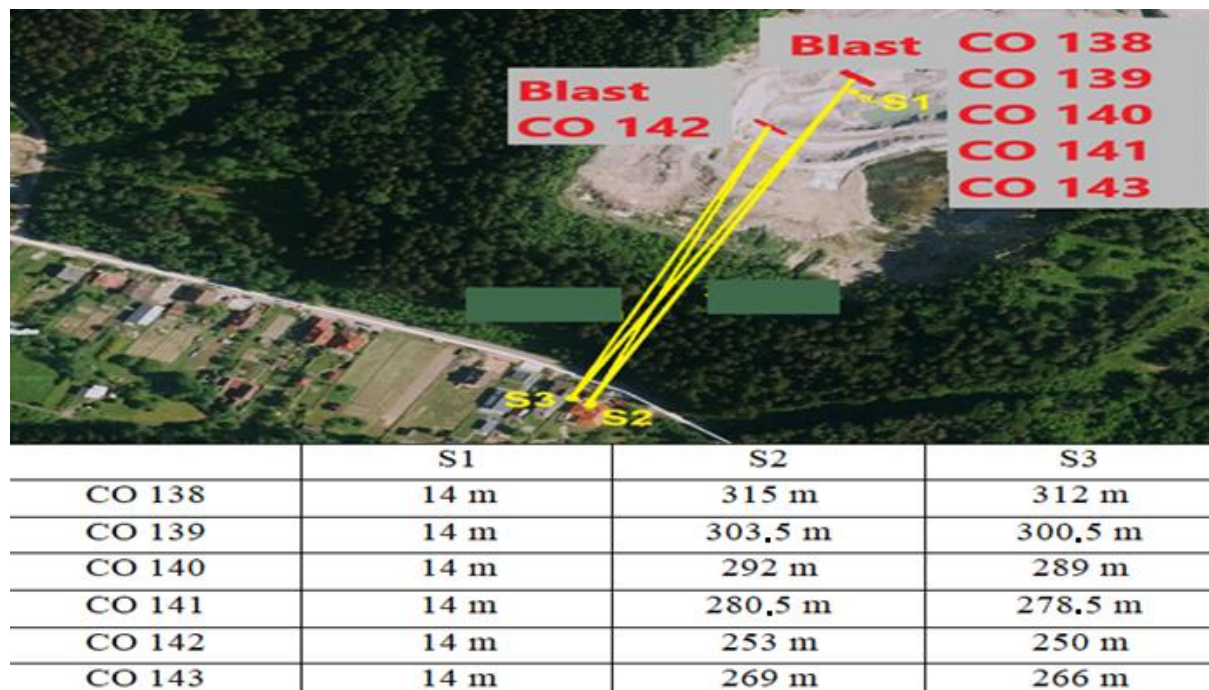 Blast CO 138
CO 139
CO 140
CO 141
CO 143
Blast
CO 142
S1
S3
S2
S1 S2 S3
CO 138 14 m 315 m 312 m
CO 139 14 m 303.5 m 300.5 m
CO 140 14 m 292 m 289 m
CO 141 14 m 280.5 m 278.5 m
CO 142 14 m 253 m 250 m
CO 143 14 m 269 m 266 m